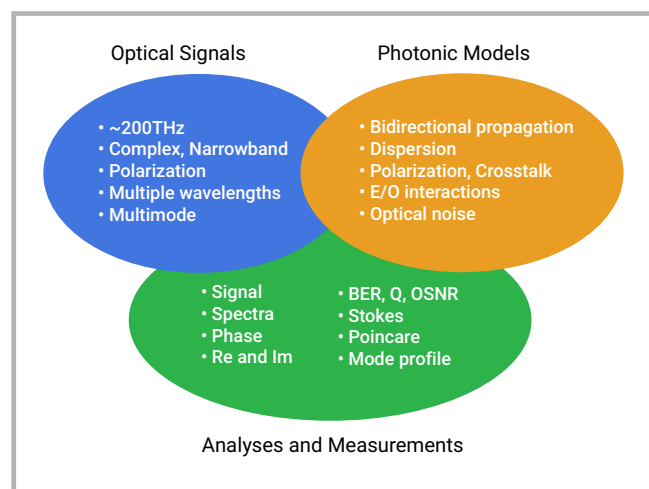 Optical Signals
Photonic Models
• ~200THz
• Complex, Narrowband
• Polarization
• Multiple wavelengths
• Multimode
• Bidirectional propagation
• Dispersion
• Polarization, Crosstalk
• E/O interactions
• Optical noise
• Signal
• Spectra
• Phase
• Re and Im
• BER, Q, OSNR
• Stokes
• Poincare
• Mode profile
Analyses and Measurements